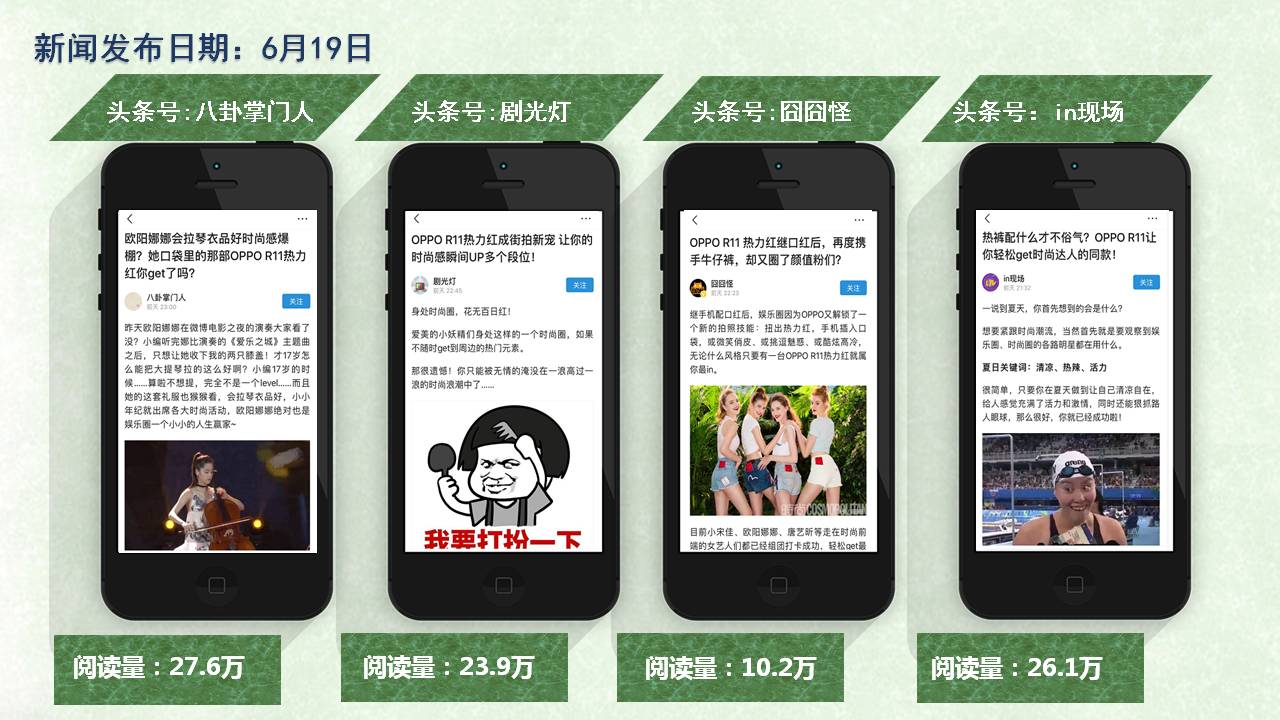 新闻发布日期：6月19日
头条号:八卦掌门人
头条号:剧光灯
头条号:囧囧怪
头条号：in现场
欧阳娜娜会拉琴衣品好时尚感爆
棚？她口袋里的那部OPPO R11热力
红你get了吗？
八卦掌门人
前天 23:00
关注
昨天欧阳娜娜在微博电影之夜的演奏大家看了
没？小编听完娜比演奏的《爱乐之城》主题曲
之后，只想让她收下我的两只膝盖！才17岁怎
么能把大提琴拉的这么好啊？小编17岁的时
候......算啦不想提，完全不是一个level......而且
她的这套礼服也猴猴看，会拉琴衣品好，小小
年纪就出席各大时尚活动，欧阳娜娜绝对也是
娱乐圈一个小小的人生赢家~
OPPO R11热力红成街拍新宠 让你的
时尚感瞬间UP多个段位！
剧光灯
前天 22:45
关注
身处时尚圈，花无百日红！
爱美的小妖精们身处这样的一个时尚圈，如果
不随时get到周边的热门元素。
那很遗憾！你只能被无情的淹没在一浪高过一
浪的时尚浪潮中了......
我要打扮一下
OPPO R11 热力红继口红后，再度携
手牛仔裤，却又圈了颜值粉们？
囧囧怪
前天 22:23
关注
继手机配口红后，娱乐圈因为OPPO又解锁了一
个新的拍照技能：扭出热力红，手机插入口
袋，或微笑俏皮、或挑逗魅惑、或酷炫高冷，
无论什么风格只要有一台OPPO R11热力红就属
你最in。
COSMOPOLITAN
目前小宋佳、欧阳娜娜、唐艺昕等走在时尚前
端的女艺人们都已经组团打卡成功，轻松get最
热裤配什么才不俗气？OPPO R11让
你轻松get时尚达人的同款！
in现场
前天 21:32
关注
一说到夏天，你首先想到的会是什么？
想要紧跟时尚潮流，当然首先就是要观察到娱
乐圈、时尚圈的各路明星都在用什么。
夏日关键词：清凉、热辣、活力
很简单，只要你在夏天做到让自己清凉自在，
给人感觉充满了活力和激情，同时还能狠抓路
人眼球，那么很好，你就已经成功啦！
arena
阅读量：27.6万
阅读量：23.9万
阅读量：10.2万
阅读量：26.1万